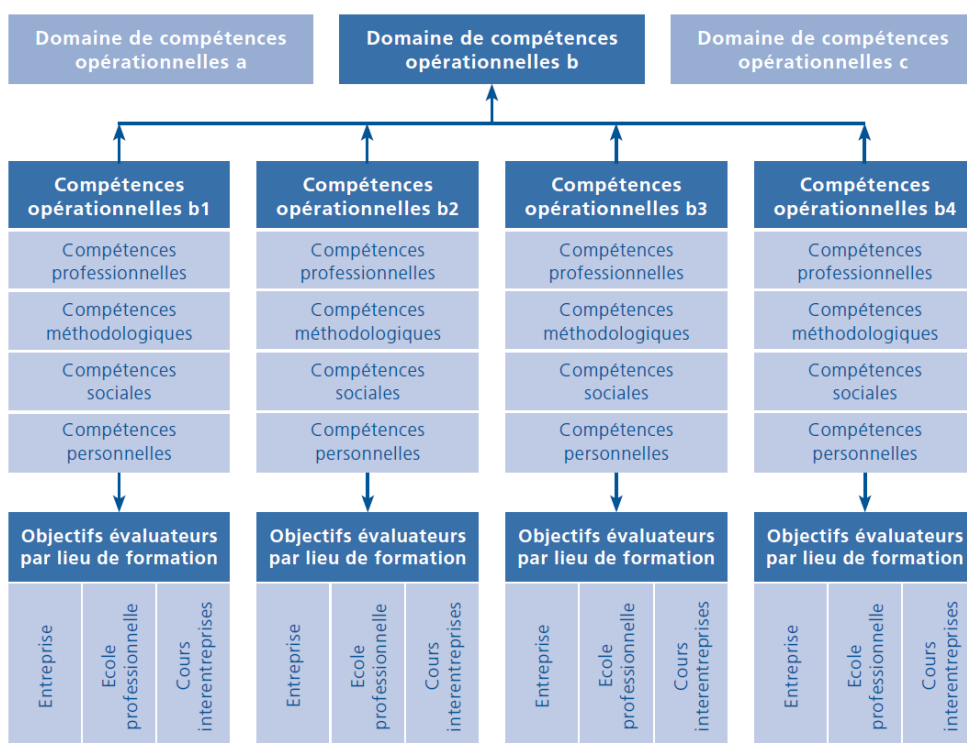 Domaine de compétences
opérationnelles a
Domaine de compétences
opérationnelles b
Domaine de compétences
opérationnelles c
Compétences
opérationnelles b1
Compétences
opérationnelles b2
Compétences
opérationnelles b3
Compétences
opérationnelles b4
Compétences
professionnelles
Compétences
professionnelles
Compétences
professionnelles
Compétences
professionnelles
Compétences
méthodologiques
Compétences
méthodologiques
Compétences
méthodologiques
Compétences
méthodologiques
Compétences
sociales
Compétences
sociales
Compétences
sociales
Compétences
sociales
Compétences
personnelles
Compétences
personnelles
Compétences
personnelles
Compétences
personnelles
Objectifs évaluateurs
par lieu de formation
Objectifs évaluateurs
par lieu de formation
Objectifs évaluateurs
par lieu de formation
Objectifs évaluateurs
par lieu de formation
Entreprise
Ecole
professionnelle
Cours
interentreprises
Entreprise
Ecole
professionnelle
Cours
interentreprises
Entreprise
Ecole
professionnelle
Cours
interentreprises
Entreprise
Ecole
professionnelle
Cours
interentreprises